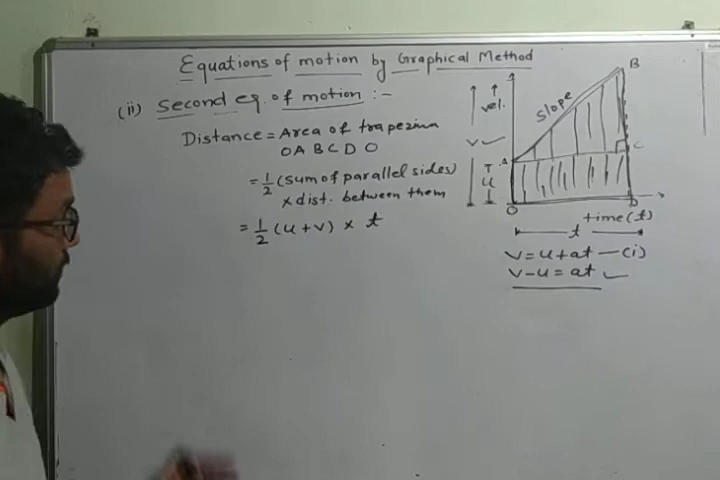 Equations of motion by Graphical Method
(ii) Second eq. of motion :-
Distance = Area of trapezium
OABCDO
= 1/2 (sum of parallel sides)
× dist. between them
= 1/2 (u+v) × t
↑ ↑ vel.
v
u
Slope
A
B
C
D
O
time (t)
t
v = u + at — (i)
v - u = at ✓